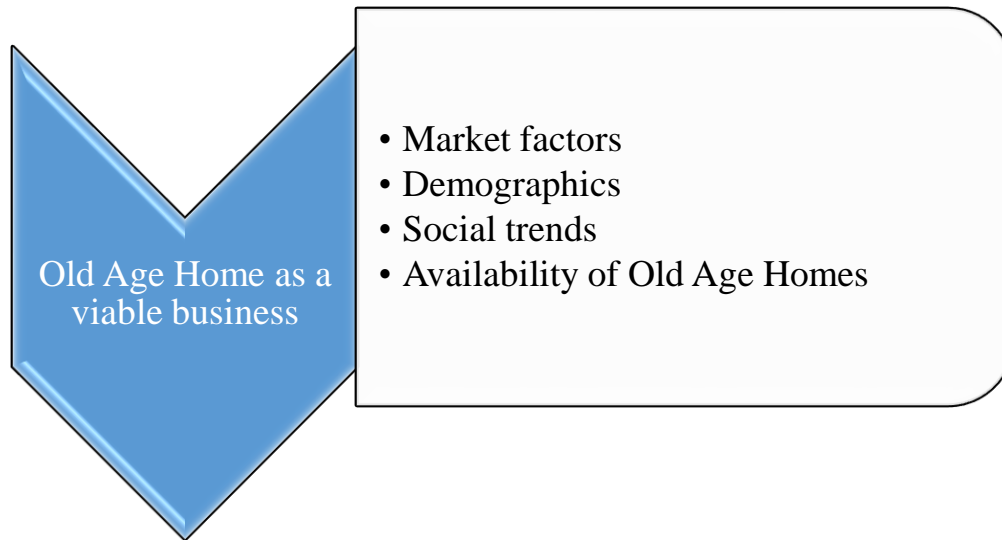 Old Age Home as a
viable business
• Market factors
• Demographics
• Social trends
• Availability of Old Age Homes